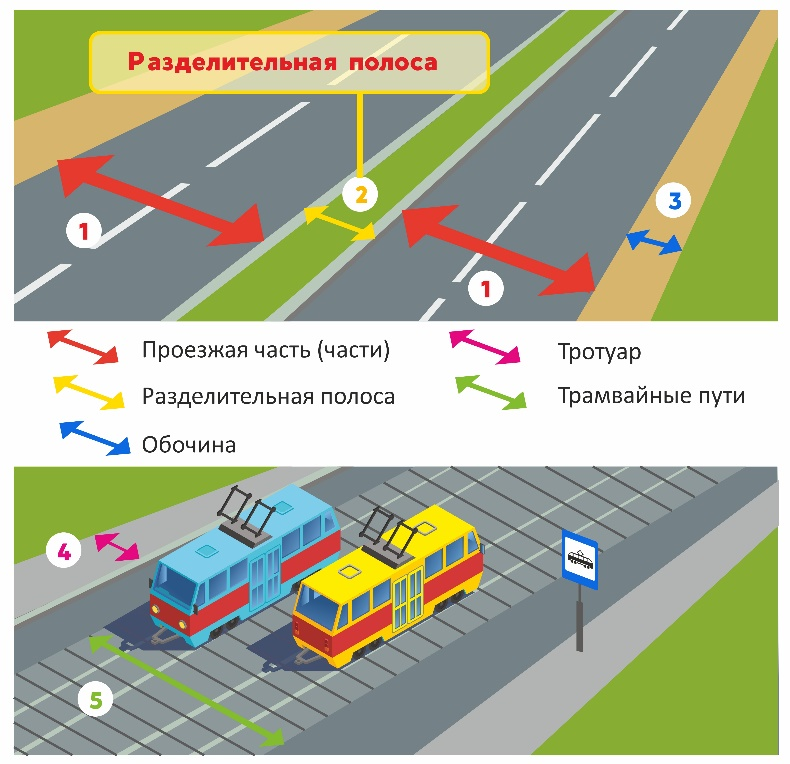 Разделительная полоса
2
3
1
1
Проезжая часть (части)
Тротуар
Разделительная полоса
Трамвайные пути
Обочина
4
5